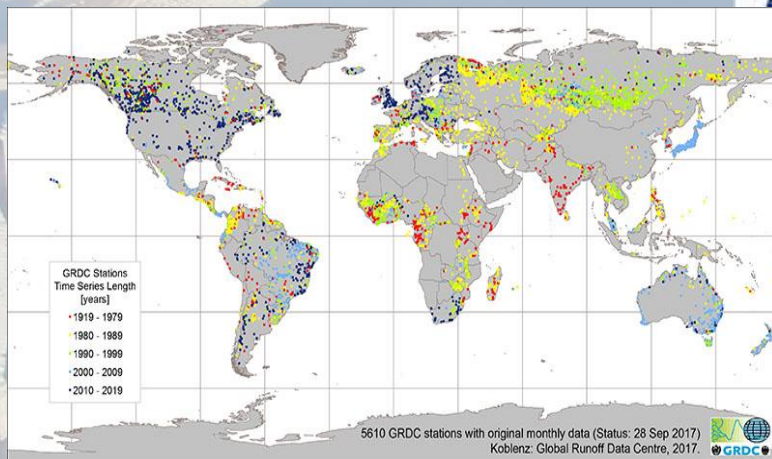 GRDC Stations
Time Series Length
[years]
1919 - 1979
1980 - 1989
1990 - 1999
2000 - 2009
2010 - 2019
5610 GRDC stations with original monthly data (Status: 28 Sep 2017)
Koblenz: Global Runoff Data Centre, 2017.
GRDC